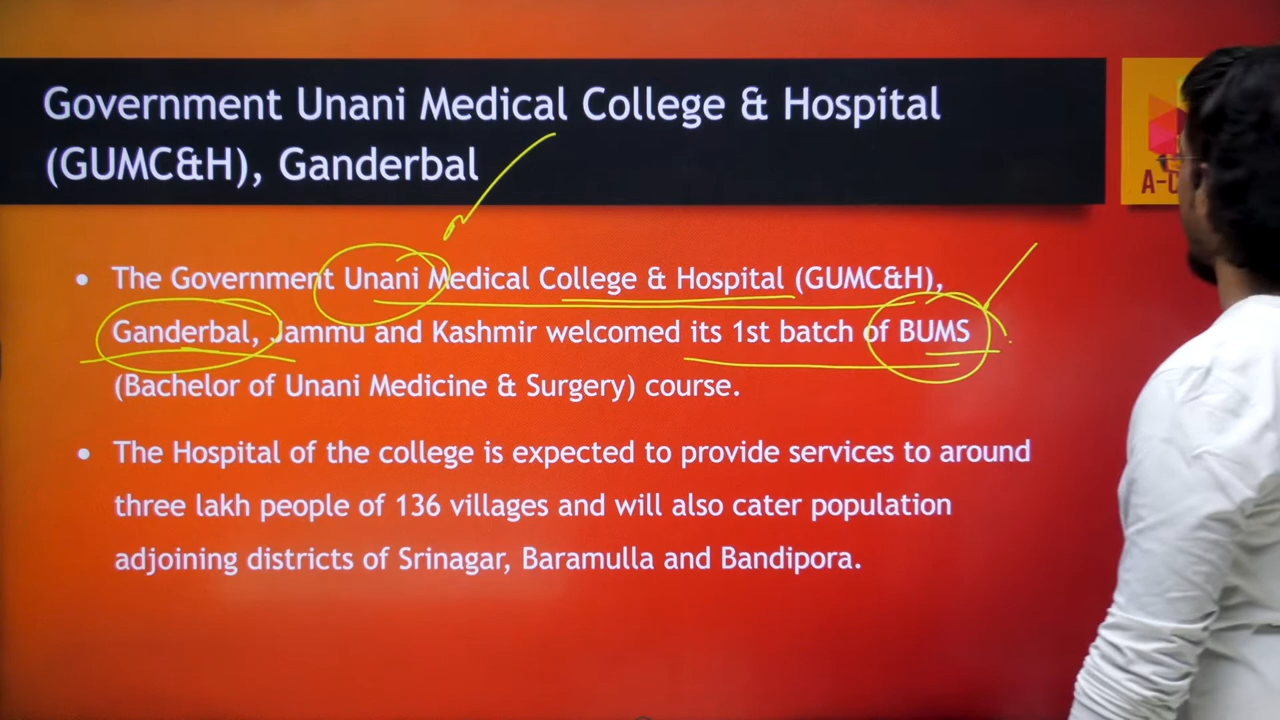 Government Unani Medical College & Hospital
(GUMC&H), Ganderbal
A-C
• The Government Unani Medical College & Hospital (GUMC&H),
Ganderbal, Jammu and Kashmir welcomed its 1st batch of BUMS
(Bachelor of Unani Medicine & Surgery) course.
• The Hospital of the college is expected to provide services to around
three lakh people of 136 villages and will also cater population
adjoining districts of Srinagar, Baramulla and Bandipora.